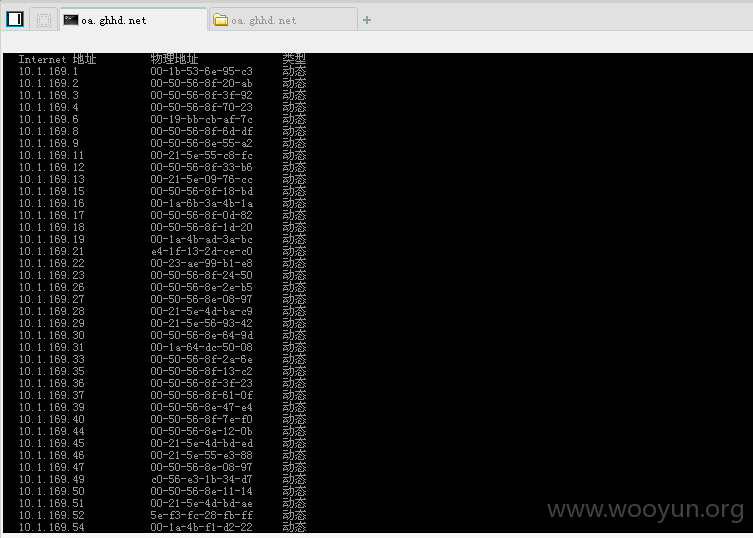 oa.ghhd.net oa.ghhd.net
Internet 地址 物理地址 类型
10.1.169.1 00-1b-53-6e-95-c3 动态
10.1.169.2 00-50-56-8f-20-ab 动态
10.1.169.3 00-50-56-8f-3f-92 动态
10.1.169.4 00-50-56-8f-70-23 动态
10.1.169.6 00-19-bb-cb-af-7c 动态
10.1.169.8 00-50-56-8f-6d-df 动态
10.1.169.9 00-50-56-8e-55-a2 动态
10.1.169.11 00-21-5e-55-c8-fc 动态
10.1.169.12 00-50-56-8f-33-b6 动态
10.1.169.13 00-21-5e-09-76-cc 动态
10.1.169.15 00-50-56-8f-18-bd 动态
10.1.169.16 00-1a-6b-3a-4b-1a 动态
10.1.169.17 00-50-56-8f-0d-82 动态
10.1.169.18 00-50-56-8f-1d-20 动态
10.1.169.19 00-1a-4b-ad-3a-bc 动态
10.1.169.21 e4-1f-13-2d-ce-c0 动态
10.1.169.22 00-23-ae-99-b1-e8 动态
10.1.169.23 00-50-56-8f-24-50 动态
10.1.169.26 00-50-56-8e-2e-b5 动态
10.1.169.27 00-50-56-8e-08-97 动态
10.1.169.28 00-21-5e-4d-ba-c9 动态
10.1.169.29 00-21-5e-56-93-42 动态
10.1.169.30 00-50-56-8e-64-9d 动态
10.1.169.31 00-1a-64-dc-50-08 动态
10.1.169.33 00-50-56-8f-2a-6e 动态
10.1.169.35 00-50-56-8f-13-c2 动态
10.1.169.36 00-50-56-8f-3f-23 动态
10.1.169.37 00-50-56-8f-61-0f 动态
10.1.169.39 00-50-56-8e-47-e4 动态
10.1.169.40 00-50-56-8f-7e-f0 动态
10.1.169.44 00-50-56-8e-12-0b 动态
10.1.169.45 00-21-5e-4d-bd-ed 动态
10.1.169.46 00-21-5e-55-e3-88 动态
10.1.169.47 00-50-56-8e-08-97 动态
10.1.169.49 c0-56-e3-1b-34-d7 动态
10.1.169.50 00-50-56-8e-11-14 动态
10.1.169.51 00-21-5e-4d-bd-ae 动态
10.1.169.52 5e-f3-fc-28-fb-ff 动态
10.1.169.54 00-1a-4b-f1-d2-22 动态
www.wooyun.org